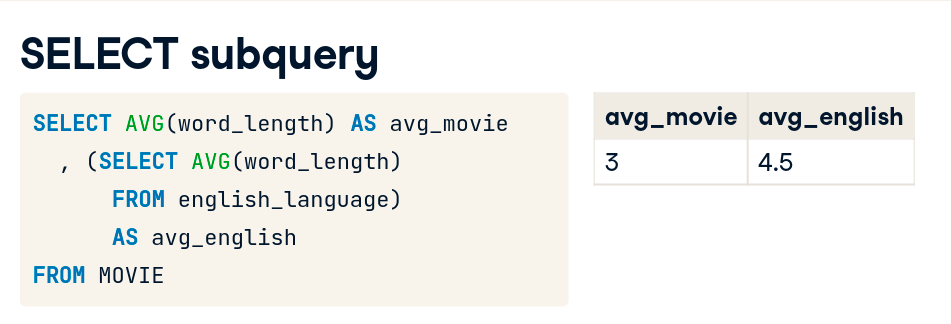 SELECT subquery
SELECT AVG(word_length) AS avg_movie
, (SELECT AVG(word_length)
FROM english_language)
AS avg_english
FROM MOVIE
avg_movie avg_english
3 4.5